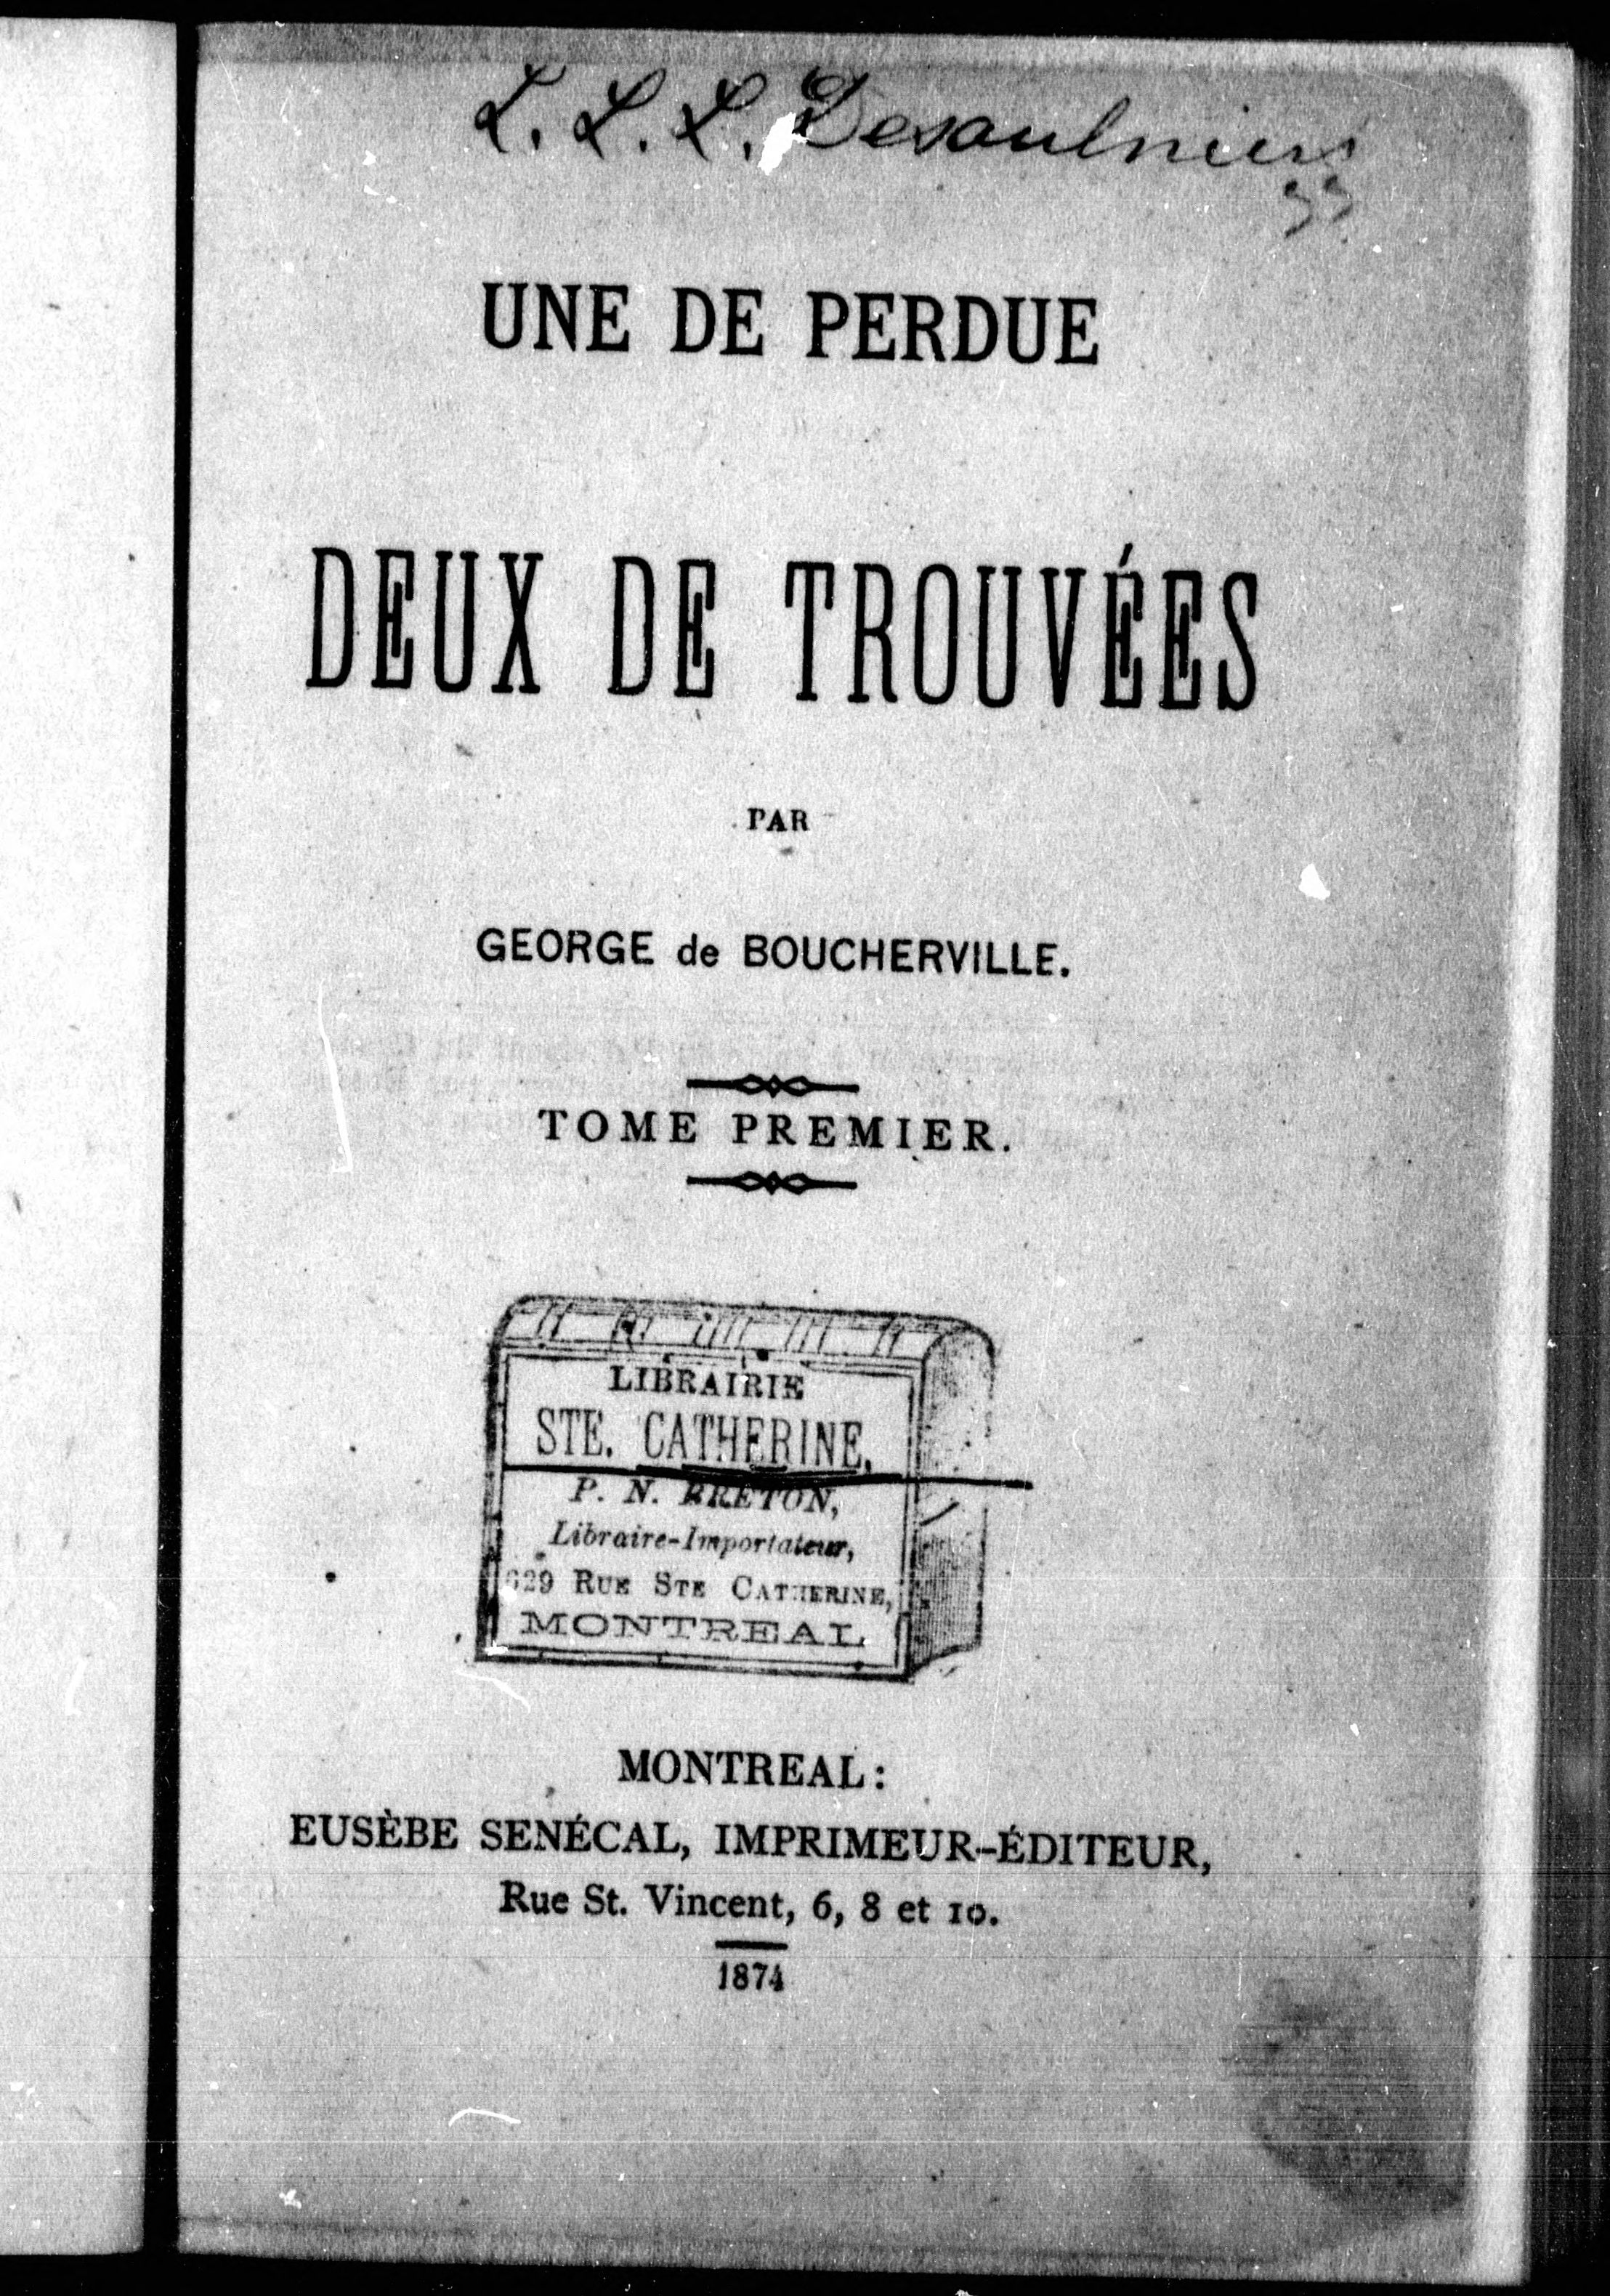 L. L. L. Desaulniers
UNE DE PERDUE
DEUX DE TROUVÉES
PAR
GEORGE de BOUCHERVILLE.
TOME PREMIER.
LIBRAIRIE
STE. CATHERINE,
P. N. BRETON,
Libraire-Importateur,
629 RUE STE CATHERINE,
MONTREAL
MONTREAL:
EUSÈBE SENÉCAL, IMPRIMEUR-ÉDITEUR,
Rue St. Vincent, 6, 8 et 10.
1874